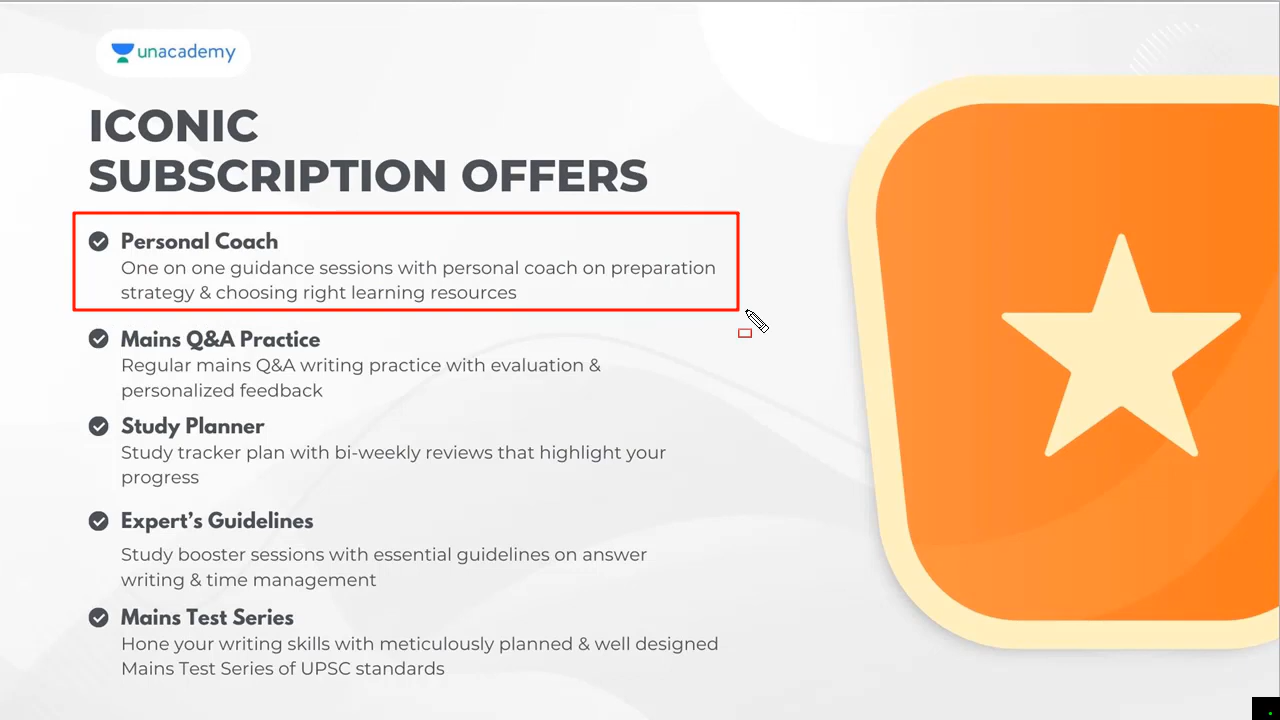 unacademy
ICONIC
SUBSCRIPTION OFFERS
Personal Coach
One on one guidance sessions with personal coach on preparation
strategy & choosing right learning resources
Mains Q&A Practice
Regular mains Q&A writing practice with evaluation &
personalized feedback
Study Planner
Study tracker plan with bi-weekly reviews that highlight your
progress
Expert’s Guidelines
Study booster sessions with essential guidelines on answer
writing & time management
Mains Test Series
Hone your writing skills with meticulously planned & well designed
Mains Test Series of UPSC standards